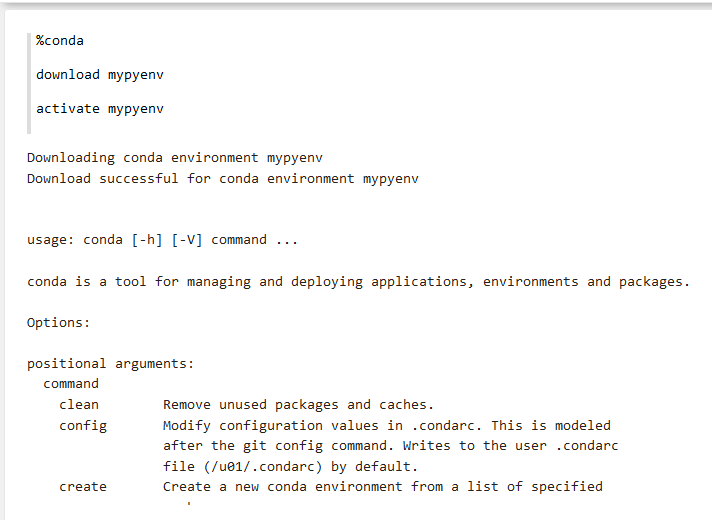 %conda
download mypyenv
activate mypyenv
Downloading conda environment mypyenv
Download successful for conda environment mypyenv
usage: conda [-h] [-V] command ...
conda is a tool for managing and deploying applications, environments and packages.
Options:
positional arguments:
command
clean Remove unused packages and caches.
config Modify configuration values in .condarc. This is modeled
after the git config command. Writes to the user .condarc
file (/u01/.condarc) by default.
create Create a new conda environment from a list of specified